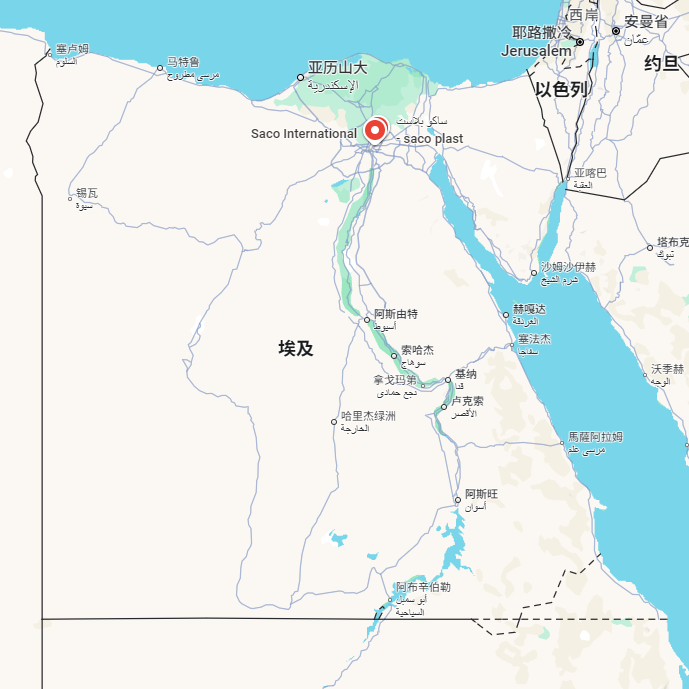 西岸
耶路撒冷
Jerusalem
安曼省
عمّان
约旦
以色列
塞卢姆
السلوم
马特鲁
مرسى مطروح
亚历山大
الإسكندرية
Saco International
ساكو بلاست
- saco plast
亚喀巴
العقبة
锡瓦
سيوة
塔布克
تبوك
沙姆沙伊赫
شرم الشيخ
赫嘎达
الغردقة
阿斯由特
أسيوط
塞法杰
سفاجا
埃及
索哈杰
سوهاج
拿戈玛第
نجع حمادي
基纳
قنا
沃季赫
الوجه
卢克索
الأقصر
哈里杰绿洲
الخارجة
馬薩阿拉姆
مرسى علم
阿斯旺
أسوان
阿布辛伯勒
أبو سمبل
السياحية